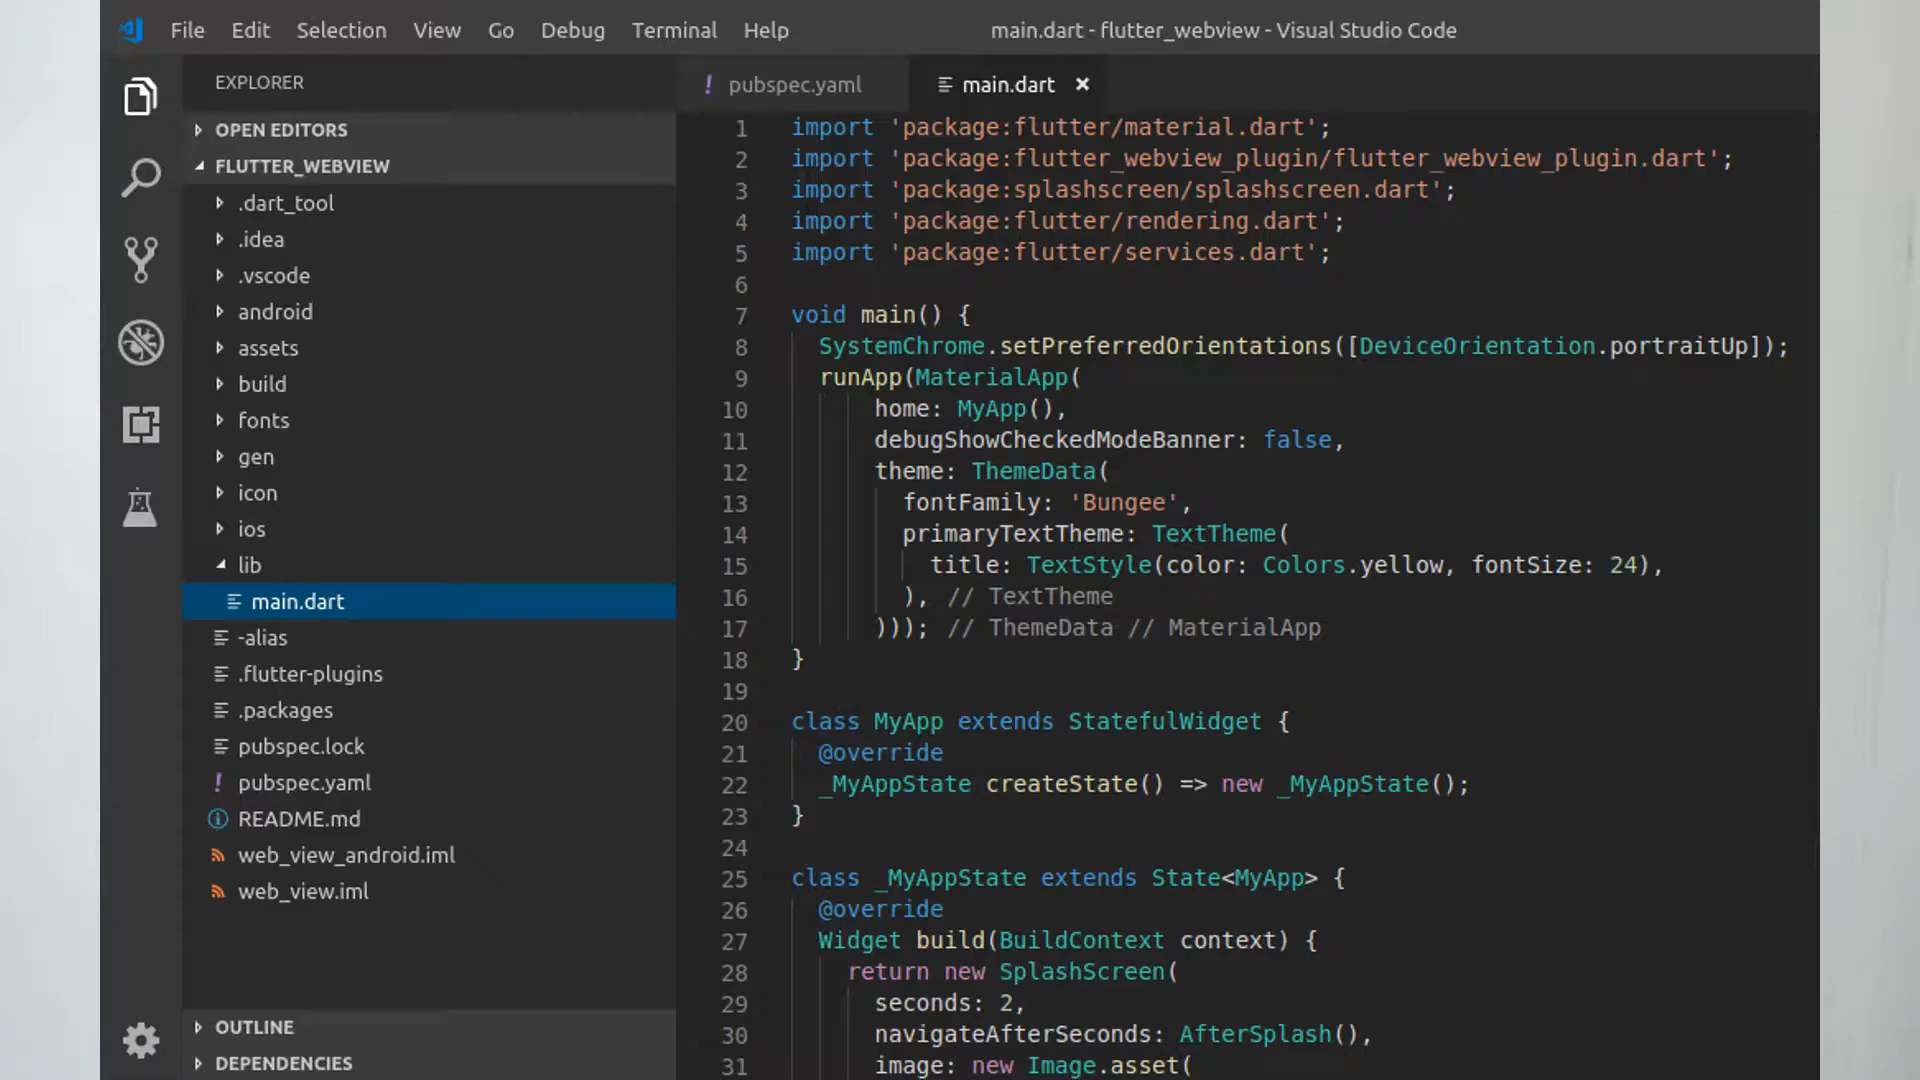 File Edit Selection View Go Debug Terminal Help main.dart - flutter_webview - Visual Studio Code
EXPLORER
OPEN EDITORS
FLUTTER_WEBVIEW
.dart_tool
.idea
.vscode
android
assets
build
fonts
gen
icon
ios
lib
main.dart
-alias
.flutter-plugins
.packages
pubspec.lock
! pubspec.yaml
README.md
web_view_android.iml
web_view.iml
OUTLINE
DEPENDENCIES
! pubspec.yaml main.dart ×
1 import 'package:flutter/material.dart';
2 import 'package:flutter_webview_plugin/flutter_webview_plugin.dart';
3 import 'package:splashscreen/splashscreen.dart';
4 import 'package:flutter/rendering.dart';
5 import 'package:flutter/services.dart';
6
7 void main() {
8 SystemChrome.setPreferredOrientations([DeviceOrientation.portraitUp]);
9 runApp(MaterialApp(
10 home: MyApp(),
11 debugShowCheckedModeBanner: false,
12 theme: ThemeData(
13 fontFamily: 'Bungee',
14 primaryTextTheme: TextTheme(
15 title: TextStyle(color: Colors.yellow, fontSize: 24),
16 ), // TextTheme
17 ))); // ThemeData // MaterialApp
18 }
19
20 class MyApp extends StatefulWidget {
21 @override
22 _MyAppState createState() => new _MyAppState();
23 }
24
25 class _MyAppState extends State<MyApp> {
26 @override
27 Widget build(BuildContext context) {
28 return new SplashScreen(
29 seconds: 2,
30 navigateAfterSeconds: AfterSplash(),
31 image: new Image.asset(